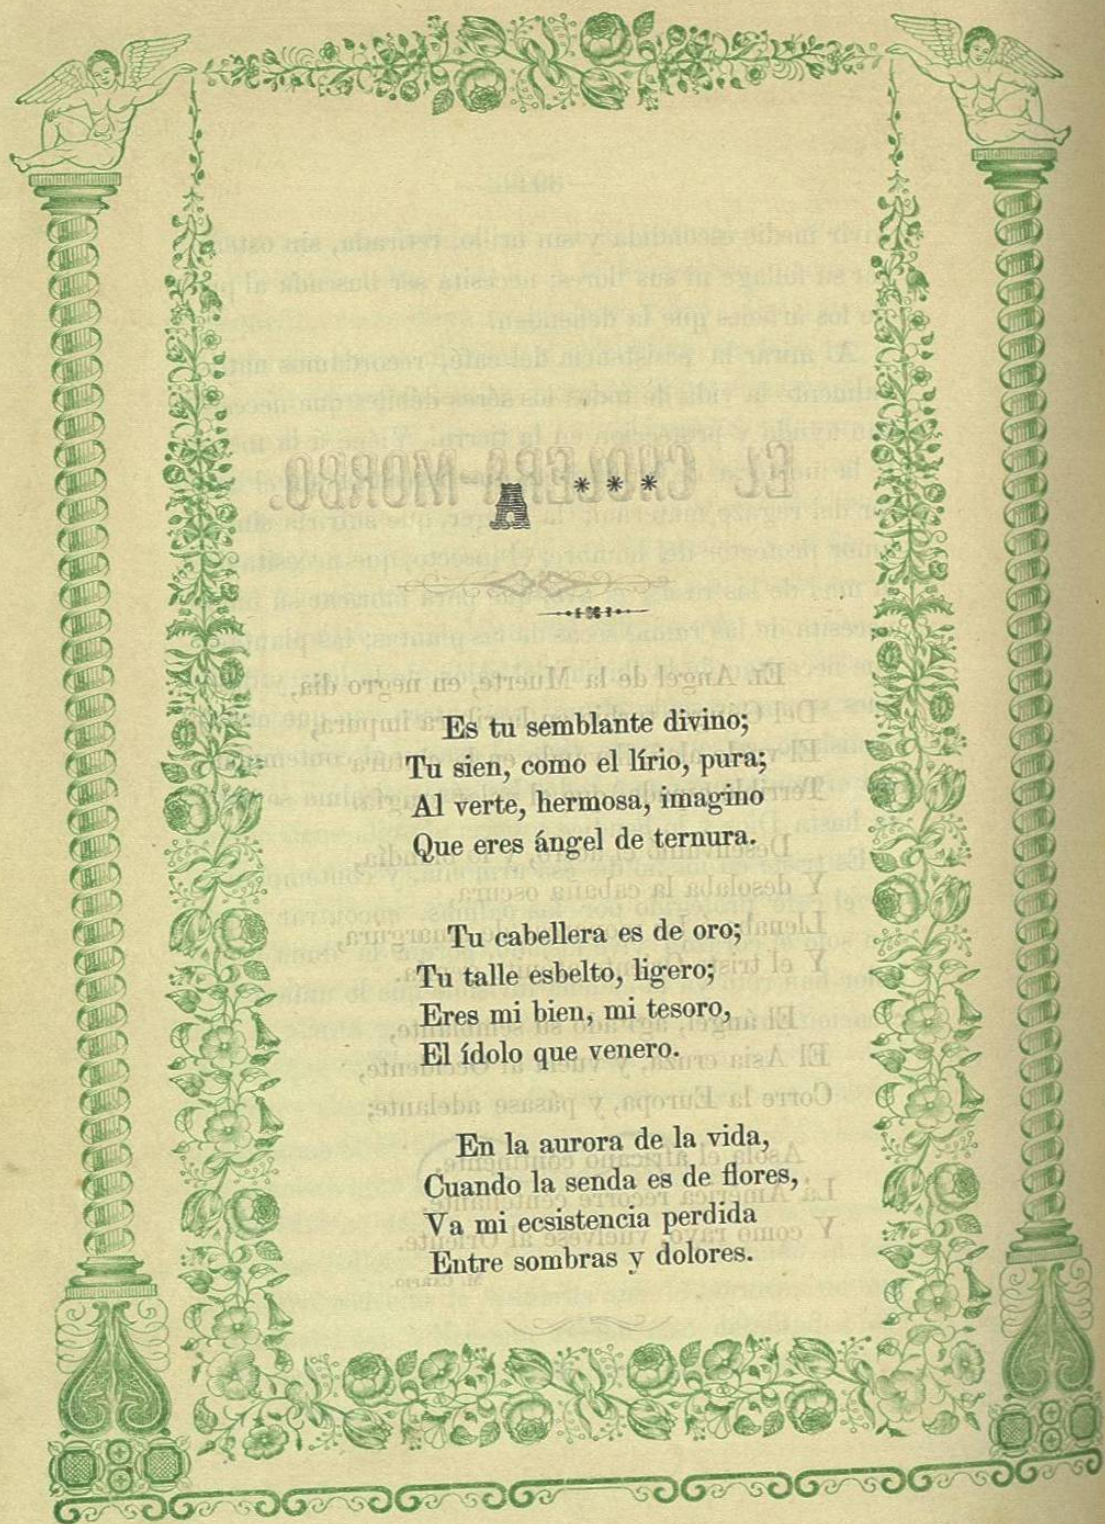 A ***
Es tu semblante divino;
Tu sien, como el lírio, pura;
Al verte, hermosa, imagino
Que eres ángel de ternura.
Tu cabellera es de oro;
Tu talle esbelto, ligero;
Eres mi bien, mi tesoro,
El ídolo que venero.
En la aurora de la vida,
Cuando la senda es de flores,
Va mi ecsistencia perdida
Entre sombras y dolores.